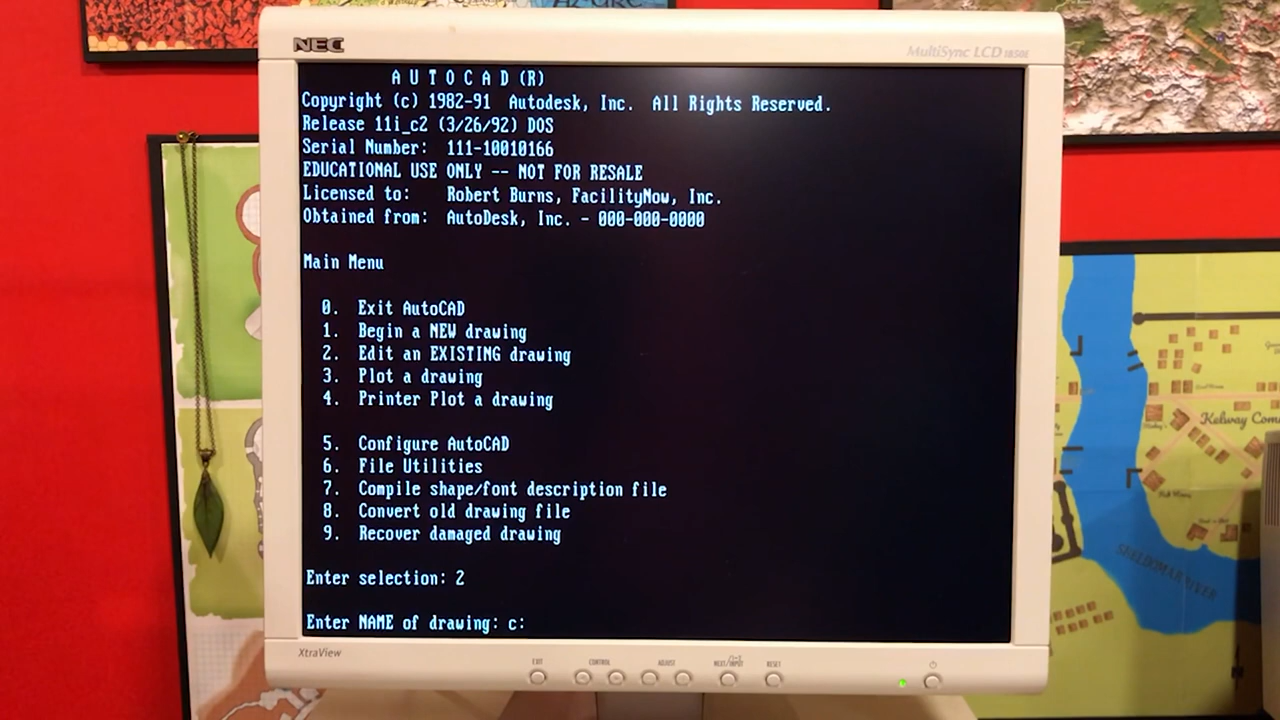 NEC
MultiSync LCD 1850E
A U T O C A D (R)
Copyright (c) 1982-91  Autodesk, Inc.  All Rights Reserved.
Release 11i_c2 (3/26/92) DOS
Serial Number:  111-10010166
EDUCATIONAL USE ONLY -- NOT FOR RESALE
Licensed to:    Robert Burns, FacilityNow, Inc.
Obtained from:  AutoDesk, Inc. - 000-000-0000
Main Menu
0.  Exit AutoCAD
1.  Begin a NEW drawing
2.  Edit an EXISTING drawing
3.  Plot a drawing
4.  Printer Plot a drawing
5.  Configure AutoCAD
6.  File Utilities
7.  Compile shape/font description file
8.  Convert old drawing file
9.  Recover damaged drawing
Enter selection: 2
Enter NAME of drawing: c:
XtraView
EXIT CONTROL ADJUST NEXT/INPUT RESET
Kelway
SHELDOMAR RIVER